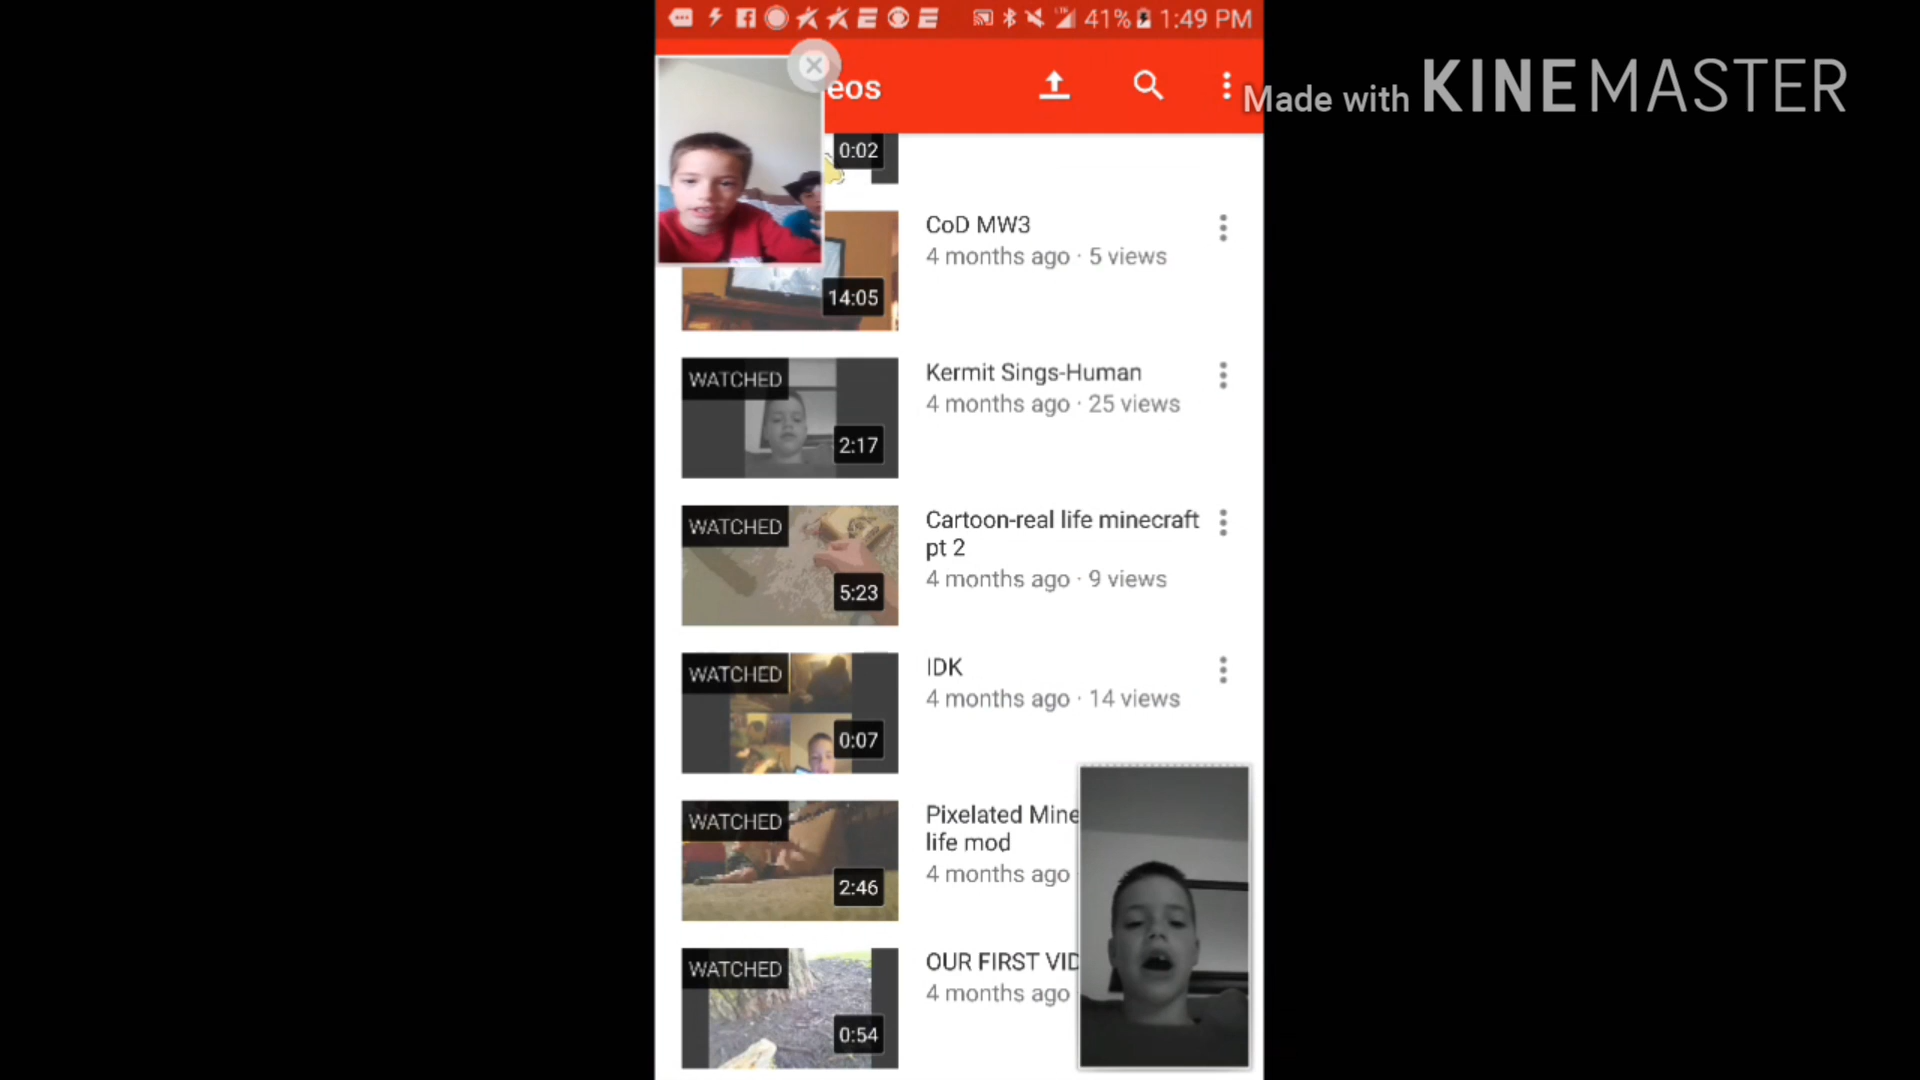 41% 1:49 PM
eos
Made with KINEMASTER
0:02
CoD MW3
4 months ago · 5 views
14:05
WATCHED
Kermit Sings-Human
4 months ago · 25 views
2:17
WATCHED
Cartoon-real life minecraft
pt 2
4 months ago · 9 views
5:23
WATCHED
IDK
4 months ago · 14 views
0:07
WATCHED
Pixelated Mine
life mod
4 months ago
2:46
WATCHED
OUR FIRST VID
4 months ago
0:54